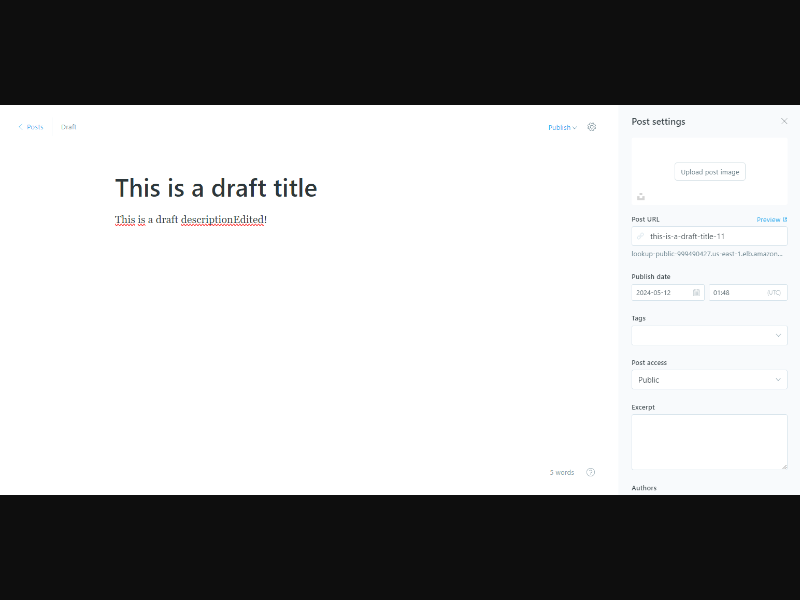 Posts
Draft
Publish
This is a draft title
This is a draft descriptionEdited!
5 words
Post settings
Upload post image
Post URL
Preview
this-is-a-draft-title-11
lookup-public-999490427.us-east-1.elb.amazon...
Publish date
2024-05-12
01:48
(UTC)
Tags
Post access
Public
Excerpt
Authors